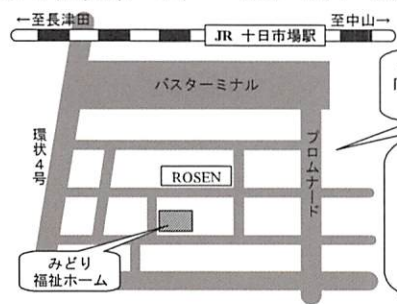 ←至長津田
至中山→
JR 十日市場駅
バスターミナル
環状4号
プロムナード
ROSEN
みどり
福祉ホーム